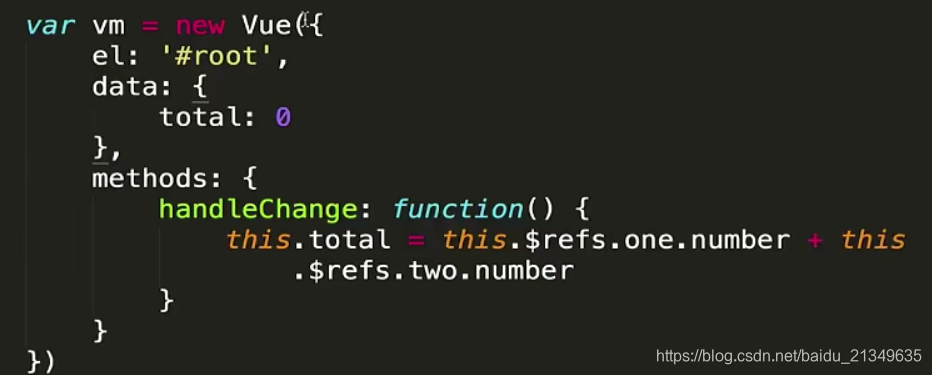 var vm = new Vue({
    el: '#root',
    data: {
        total: 0
    },
    methods: {
        handleChange: function() {
            this.total = this.$refs.one.number + this
                .$refs.two.number
        }
    }
})
https://blog.csdn.net/baidu_21349635